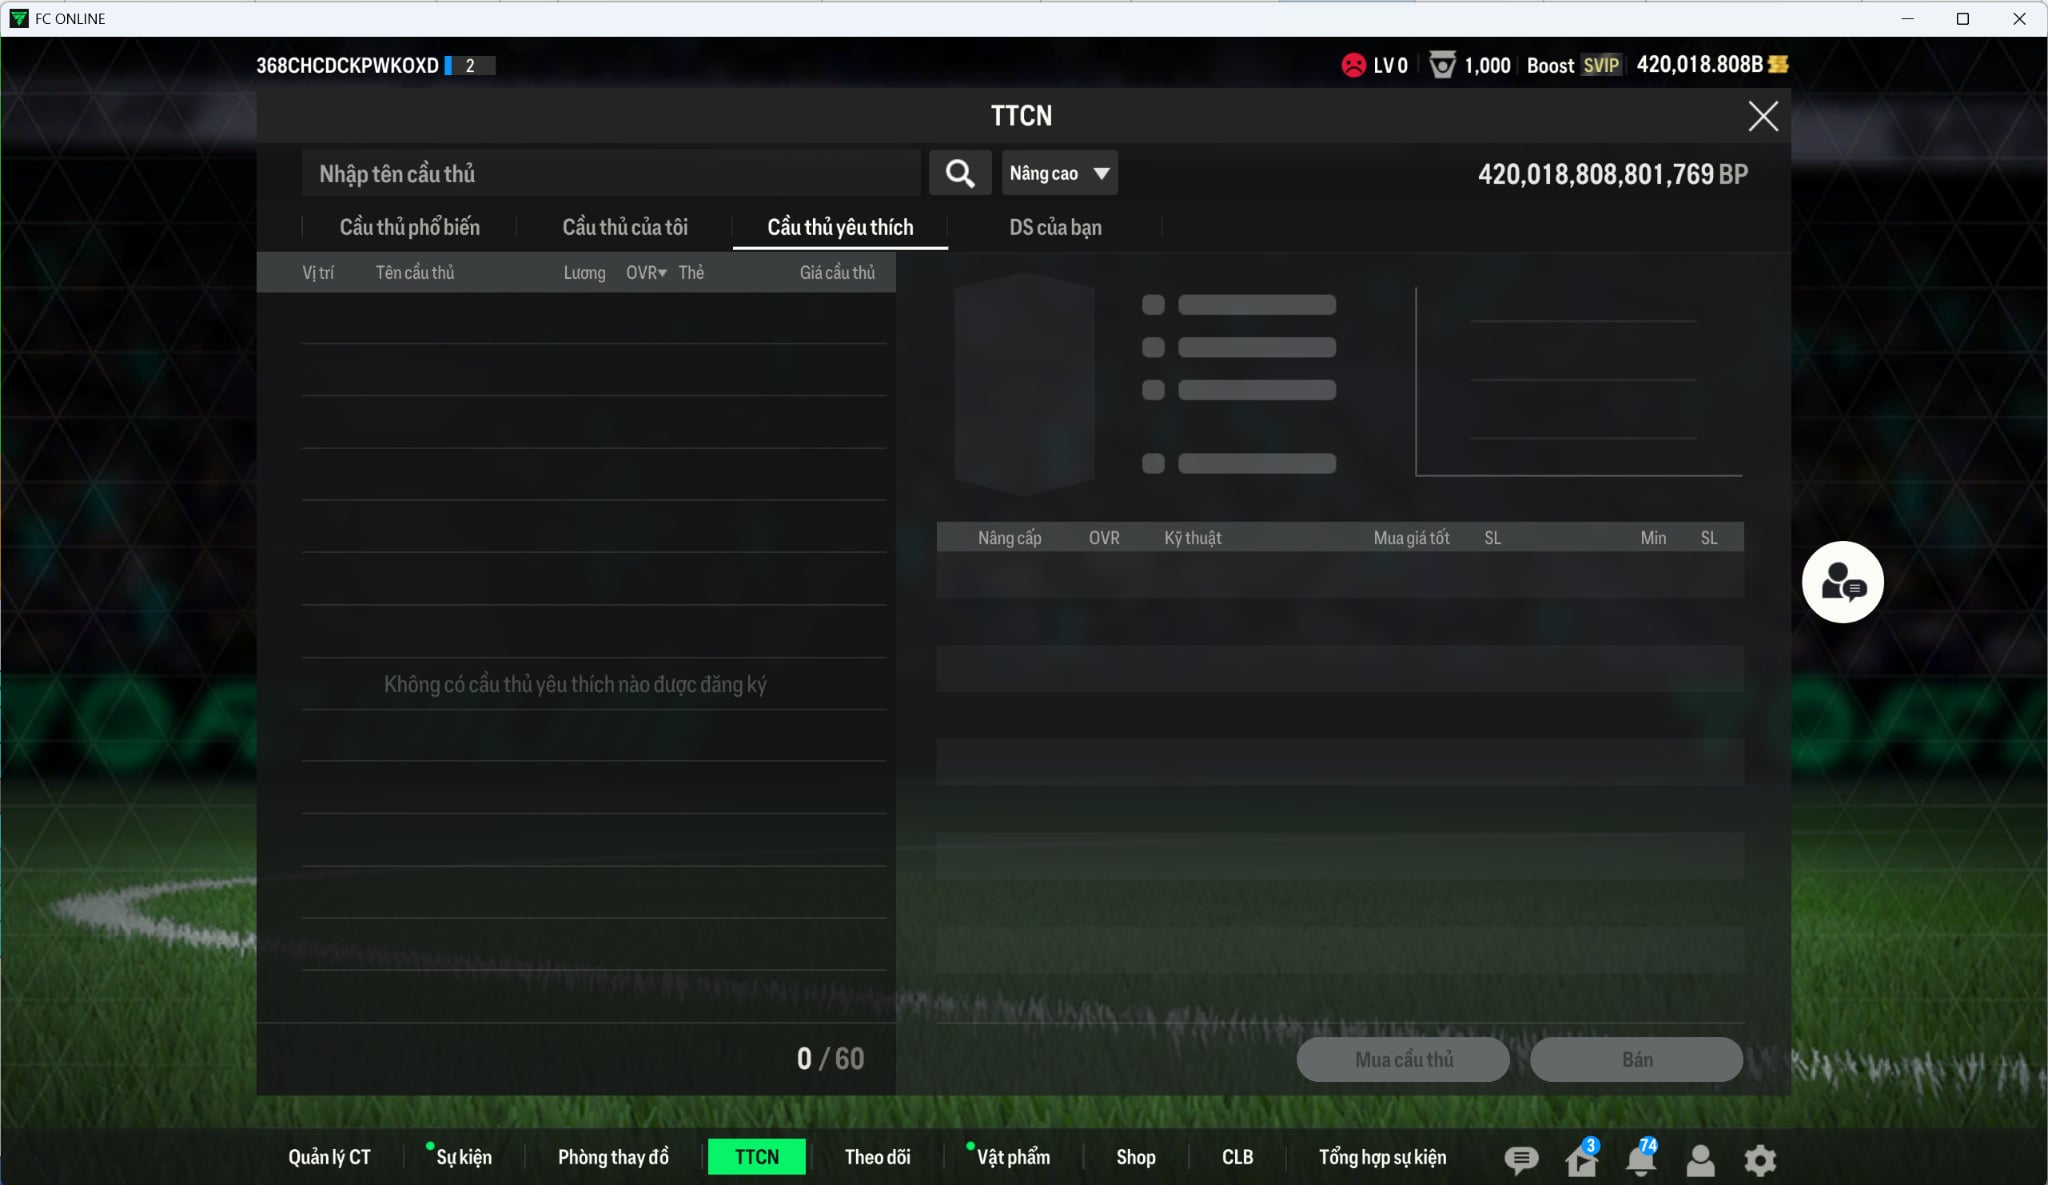 FC ONLINE
368CHCDCKPWKOXD 2
LV 0 1,000 Boost SVIP 420,018.808B
TTCN
Nhập tên cầu thủ
Nâng cao
420,018,808,801,769 BP
Cầu thủ phổ biến Cầu thủ của tôi Cầu thủ yêu thích DS của bạn
Vị trí Tên cầu thủ Lương OVR Thẻ Giá cầu thủ
Không có cầu thủ yêu thích nào được đăng ký
0 / 60
Nâng cấp OVR Kỹ thuật Mua giá tốt SL Min SL
Mua cầu thủ Bán
Quản lý CT Sự kiện Phòng thay đồ TTCN Theo dõi Vật phẩm Shop CLB Tổng hợp sự kiện 3 74